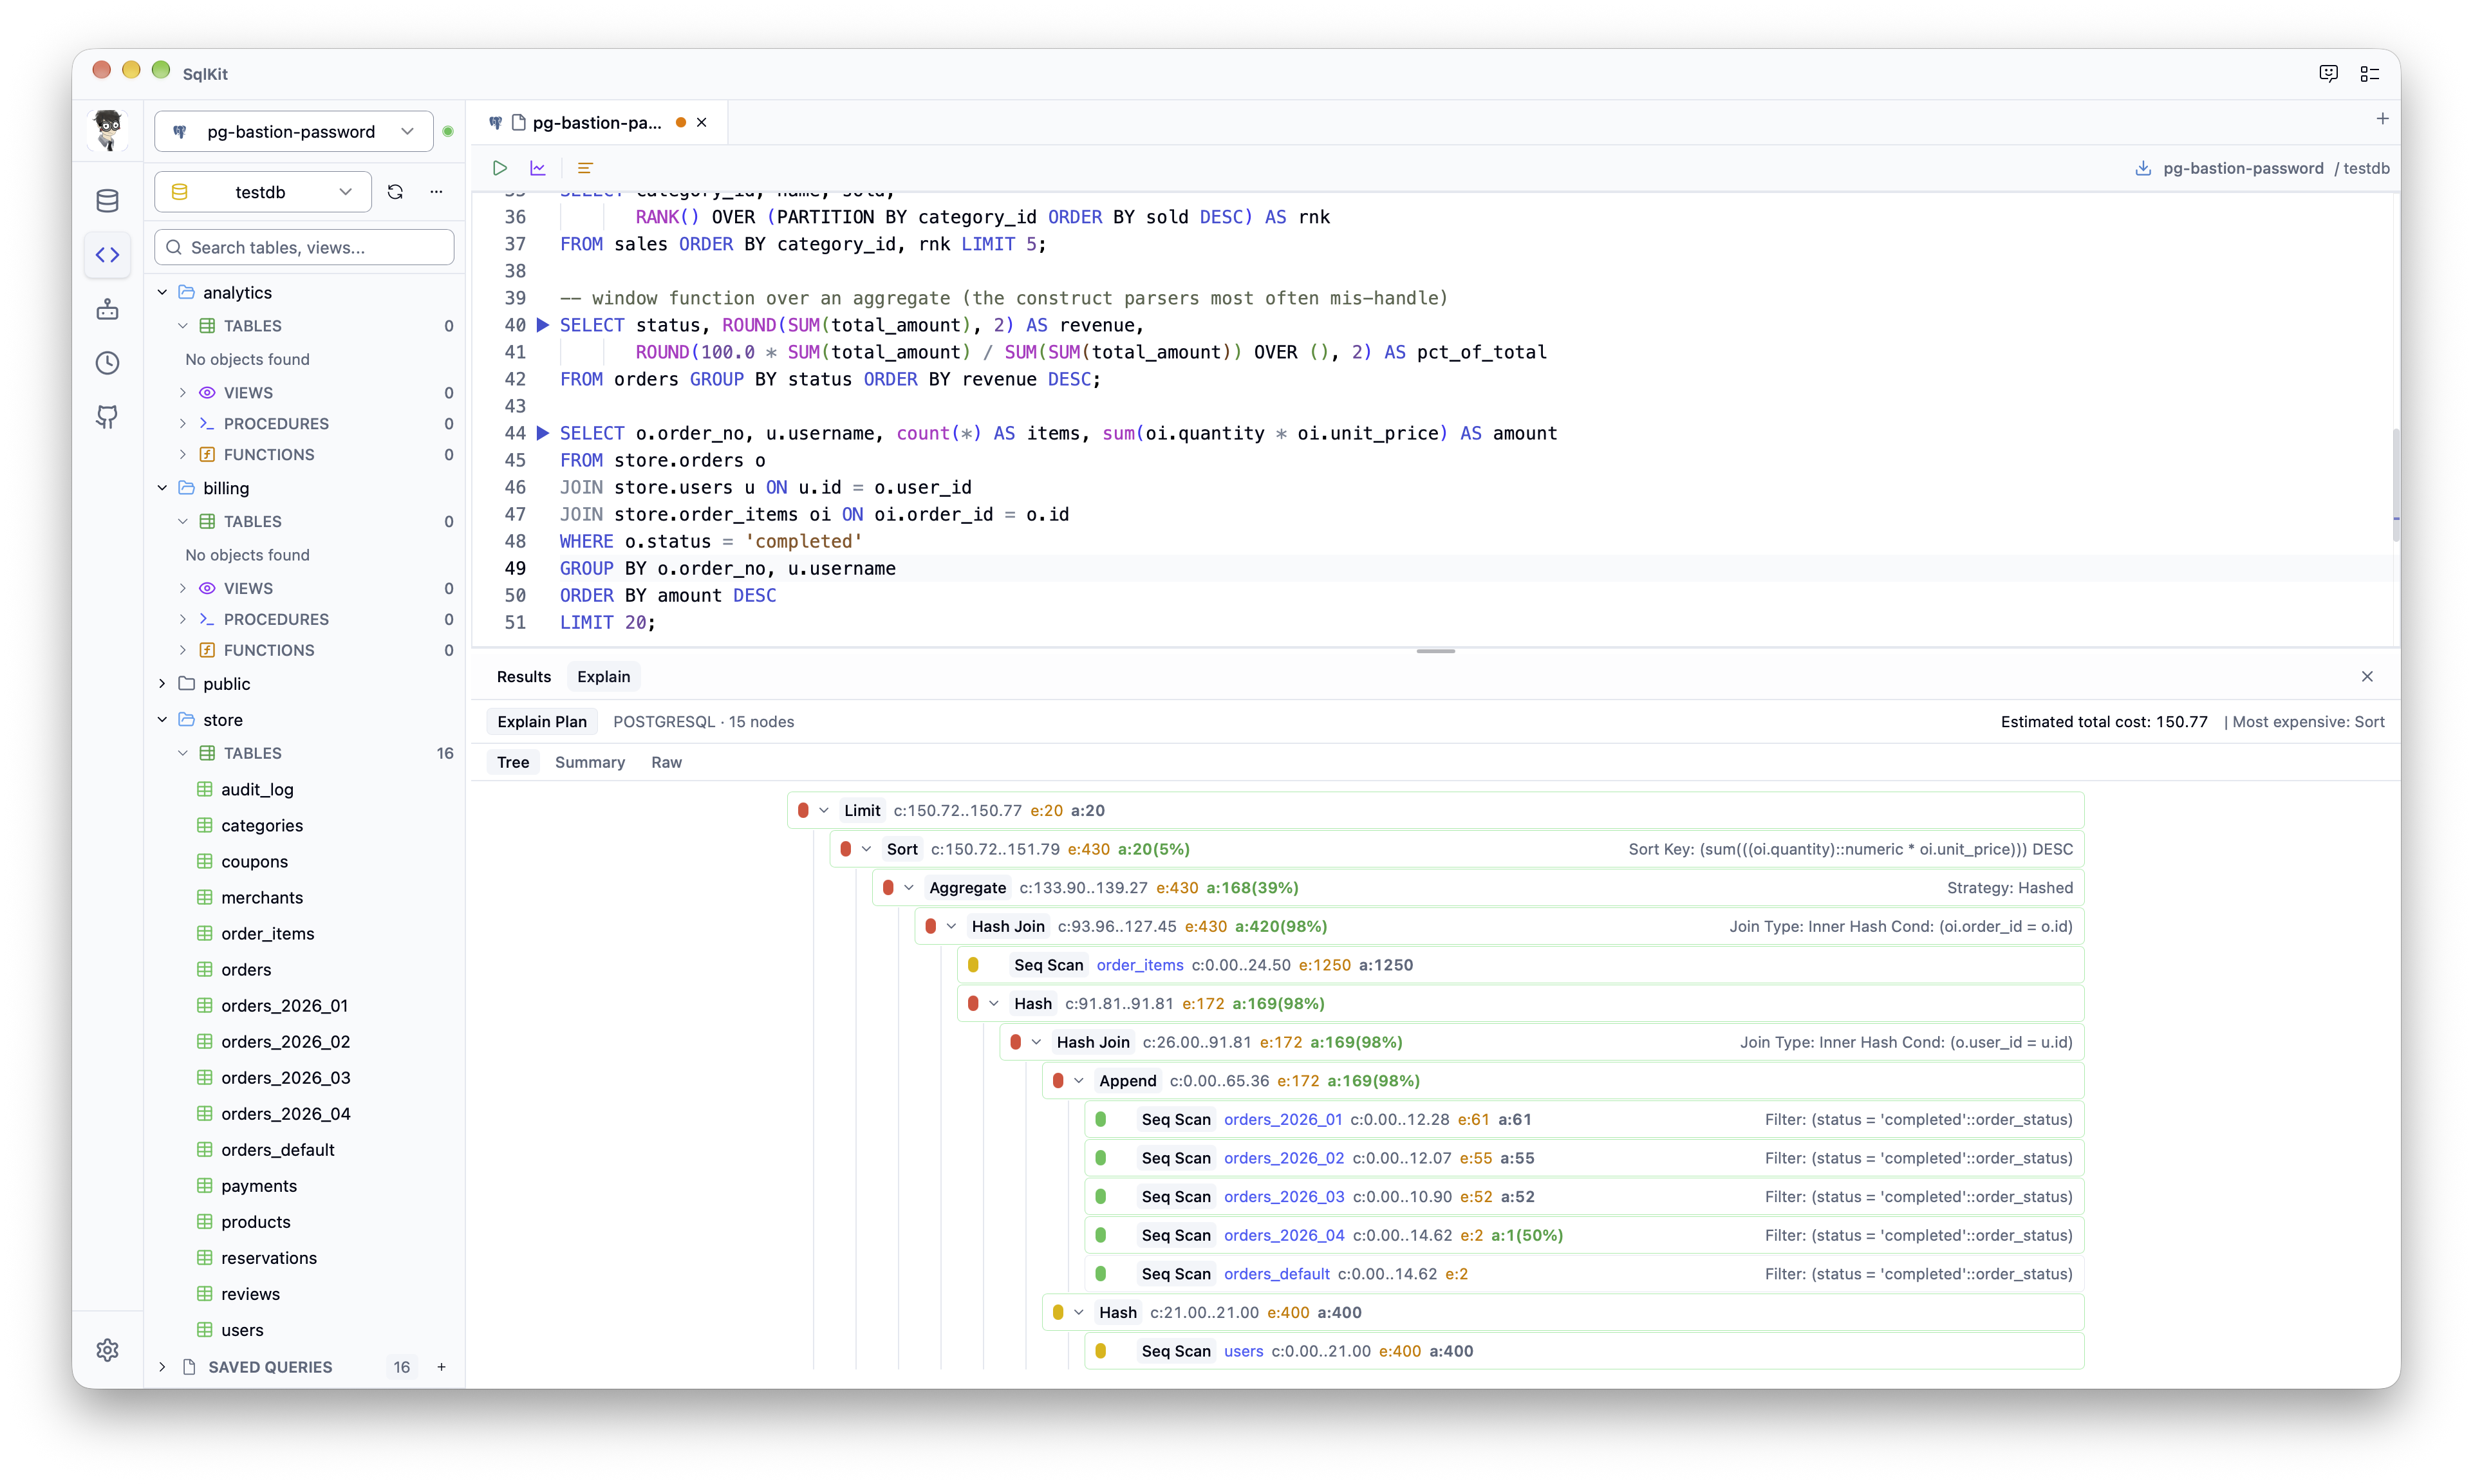 SqlKit
pg-bastion-password
testdb
Search tables, views...
analytics
TABLES 0
No objects found
VIEWS 0
PROCEDURES 0
FUNCTIONS 0
billing
TABLES 0
No objects found
VIEWS 0
PROCEDURES 0
FUNCTIONS 0
public
store
TABLES 16
audit_log
categories
coupons
merchants
order_items
orders
orders_2026_01
orders_2026_02
orders_2026_03
orders_2026_04
orders_default
payments
products
reservations
reviews
users
SAVED QUERIES 16 +
pg-bastion-pa...
pg-bastion-password / testdb
35 SELECT category_id, name, sold,
36 RANK() OVER (PARTITION BY category_id ORDER BY sold DESC) AS rnk
37 FROM sales ORDER BY category_id, rnk LIMIT 5;
38
39 -- window function over an aggregate (the construct parsers most often mis-handle)
40 SELECT status, ROUND(SUM(total_amount), 2) AS revenue,
41 ROUND(100.0 * SUM(total_amount) / SUM(SUM(total_amount)) OVER (), 2) AS pct_of_total
42 FROM orders GROUP BY status ORDER BY revenue DESC;
43
44 SELECT o.order_no, u.username, count(*) AS items, sum(oi.quantity * oi.unit_price) AS amount
45 FROM store.orders o
46 JOIN store.users u ON u.id = o.user_id
47 JOIN store.order_items oi ON oi.order_id = o.id
48 WHERE o.status = 'completed'
49 GROUP BY o.order_no, u.username
50 ORDER BY amount DESC
51 LIMIT 20;
Results Explain
Explain Plan POSTGRESQL · 15 nodes Estimated total cost: 150.77 | Most expensive: Sort
Tree Summary Raw
Limit c:150.72..150.77 e:20 a:20
Sort c:150.72..151.79 e:430 a:20(5%) Sort Key: (sum(((oi.quantity)::numeric * oi.unit_price))) DESC
Aggregate c:133.90..139.27 e:430 a:168(39%) Strategy: Hashed
Hash Join c:93.96..127.45 e:430 a:420(98%) Join Type: Inner Hash Cond: (oi.order_id = o.id)
Seq Scan order_items c:0.00..24.50 e:1250 a:1250
Hash c:91.81..91.81 e:172 a:169(98%)
Hash Join c:26.00..91.81 e:172 a:169(98%) Join Type: Inner Hash Cond: (o.user_id = u.id)
Append c:0.00..65.36 e:172 a:169(98%)
Seq Scan orders_2026_01 c:0.00..12.28 e:61 a:61 Filter: (status = 'completed'::order_status)
Seq Scan orders_2026_02 c:0.00..12.07 e:55 a:55 Filter: (status = 'completed'::order_status)
Seq Scan orders_2026_03 c:0.00..10.90 e:52 a:52 Filter: (status = 'completed'::order_status)
Seq Scan orders_2026_04 c:0.00..14.62 e:2 a:1(50%) Filter: (status = 'completed'::order_status)
Seq Scan orders_default c:0.00..14.62 e:2 Filter: (status = 'completed'::order_status)
Hash c:21.00..21.00 e:400 a:400
Seq Scan users c:0.00..21.00 e:400 a:400